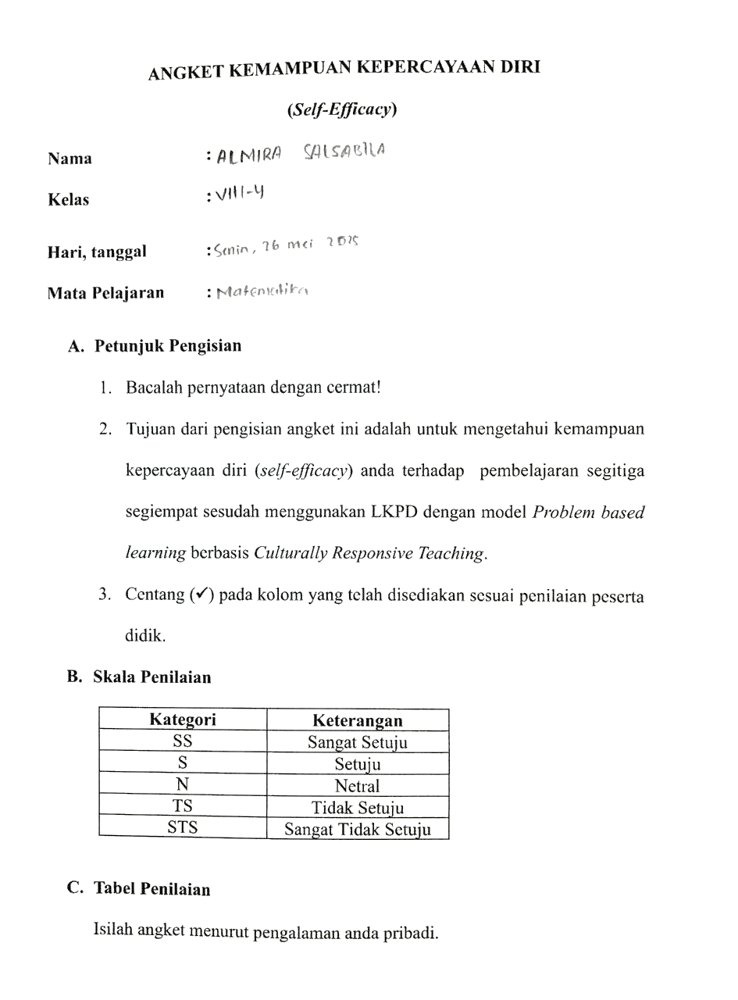 ANGKET KEMAMPUAN KEPERCAYAAN DIRI
(Self-Efficacy)
Nama : ALMIRA SALSABILA
Kelas : VIII-4
Hari, tanggal : Senin, 26 mei 2025
Mata Pelajaran : Matematika
A. Petunjuk Pengisian
1. Bacalah pernyataan dengan cermat!
2. Tujuan dari pengisian angket ini adalah untuk mengetahui kemampuan
kepercayaan diri (self-efficacy) anda terhadap pembelajaran segitiga
segiempat sesudah menggunakan LKPD dengan model Problem based
learning berbasis Culturally Responsive Teaching.
3. Centang (✓) pada kolom yang telah disediakan sesuai penilaian peserta
didik.
B. Skala Penilaian
Kategori Keterangan
SS Sangat Setuju
S Setuju
N Netral
TS Tidak Setuju
STS Sangat Tidak Setuju
C. Tabel Penilaian
Isilah angket menurut pengalaman anda pribadi.